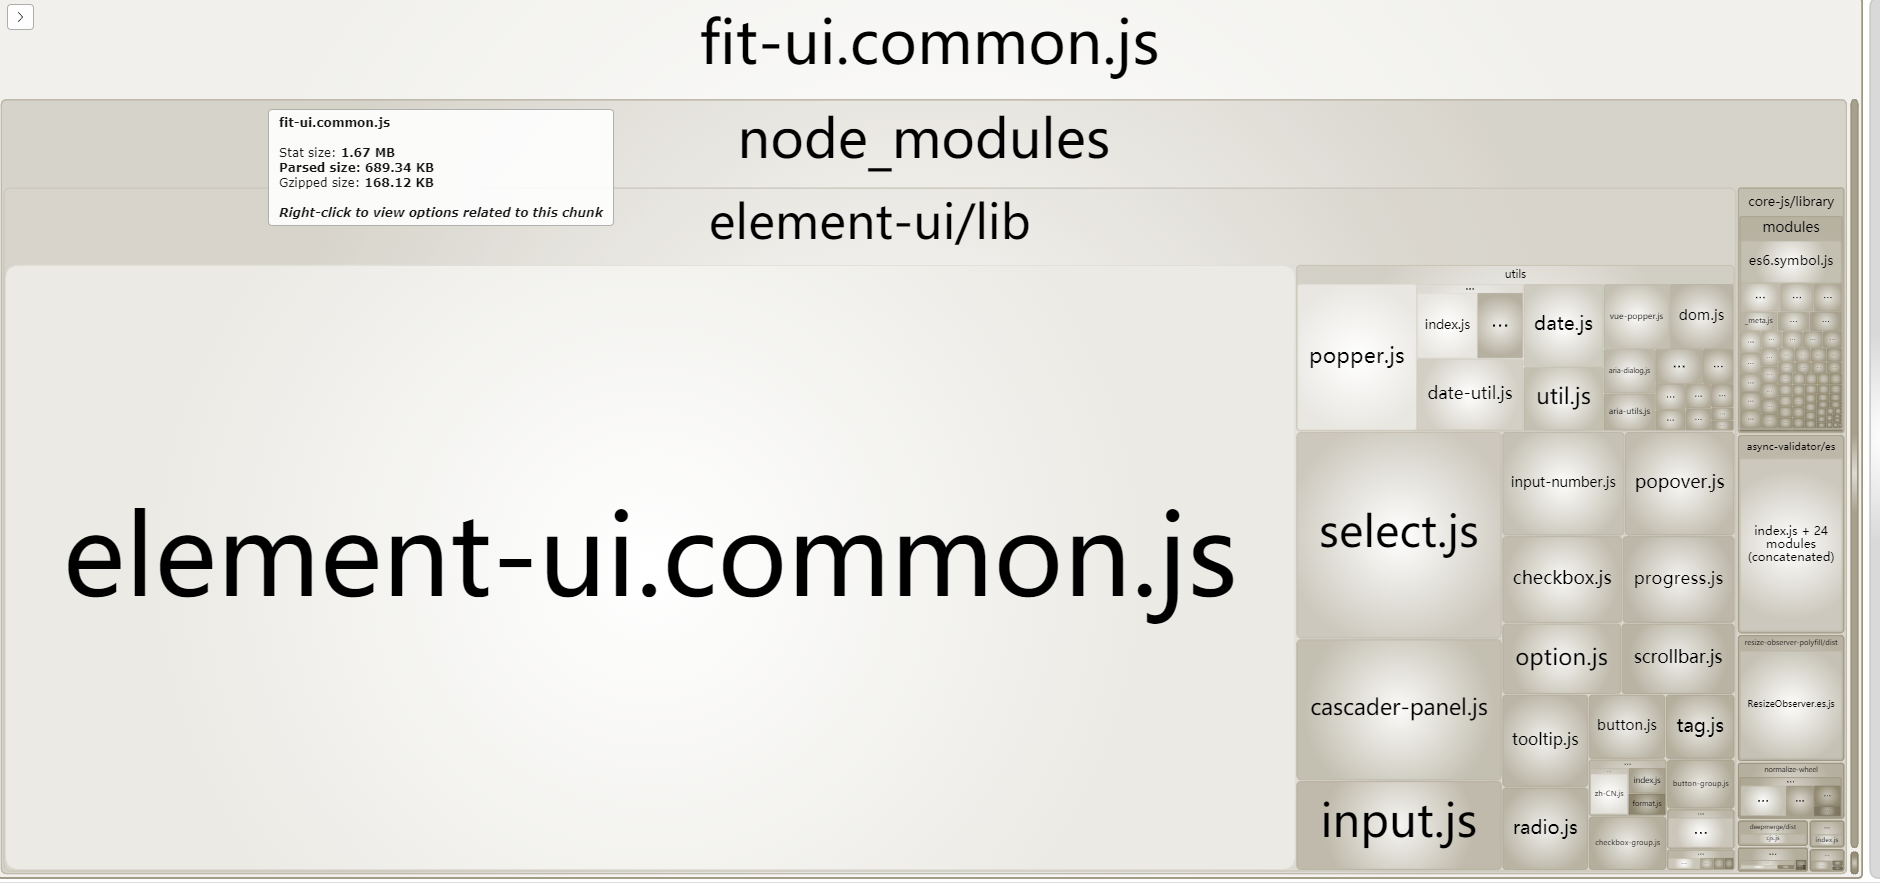 fit-ui.common.js
node_modules
fit-ui.common.js
Stat size: 1.67 MB
Parsed size: 689.34 KB
Gzipped size: 168.12 KB
Right-click to view options related to this chunk
element-ui/lib
element-ui.common.js
utils
...
popper.js
index.js
...
date.js
vue-popper.js
dom.js
date-util.js
util.js
aria-dialog.js
aria-utils.js
...
...
...
...
...
...
...
select.js
input-number.js
popover.js
checkbox.js
progress.js
option.js
scrollbar.js
cascader-panel.js
tooltip.js
button.js
tag.js
...
zh-CN.js
index.js
format.js
button-group.js
input.js
radio.js
checkbox-group.js
...
...
...
core-js/library
modules
es6.symbol.js
...
...
...
_meta.js
...
...
async-validator/es
index.js + 24
modules
(concatenated)
resize-observer-polyfill/dist
ResizeObserver.es.js
normalize-wheel
...
...
...
...
deepmerge/dist
cjs.js
...
index.js
...
...